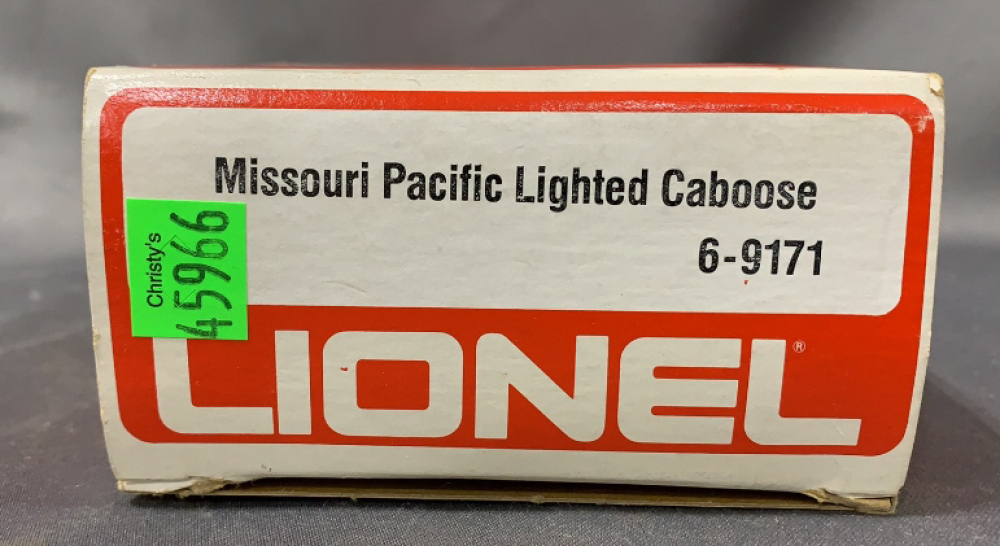 Missouri Pacific Lighted Caboose
6-9171
Christy's
45966
LIONEL®